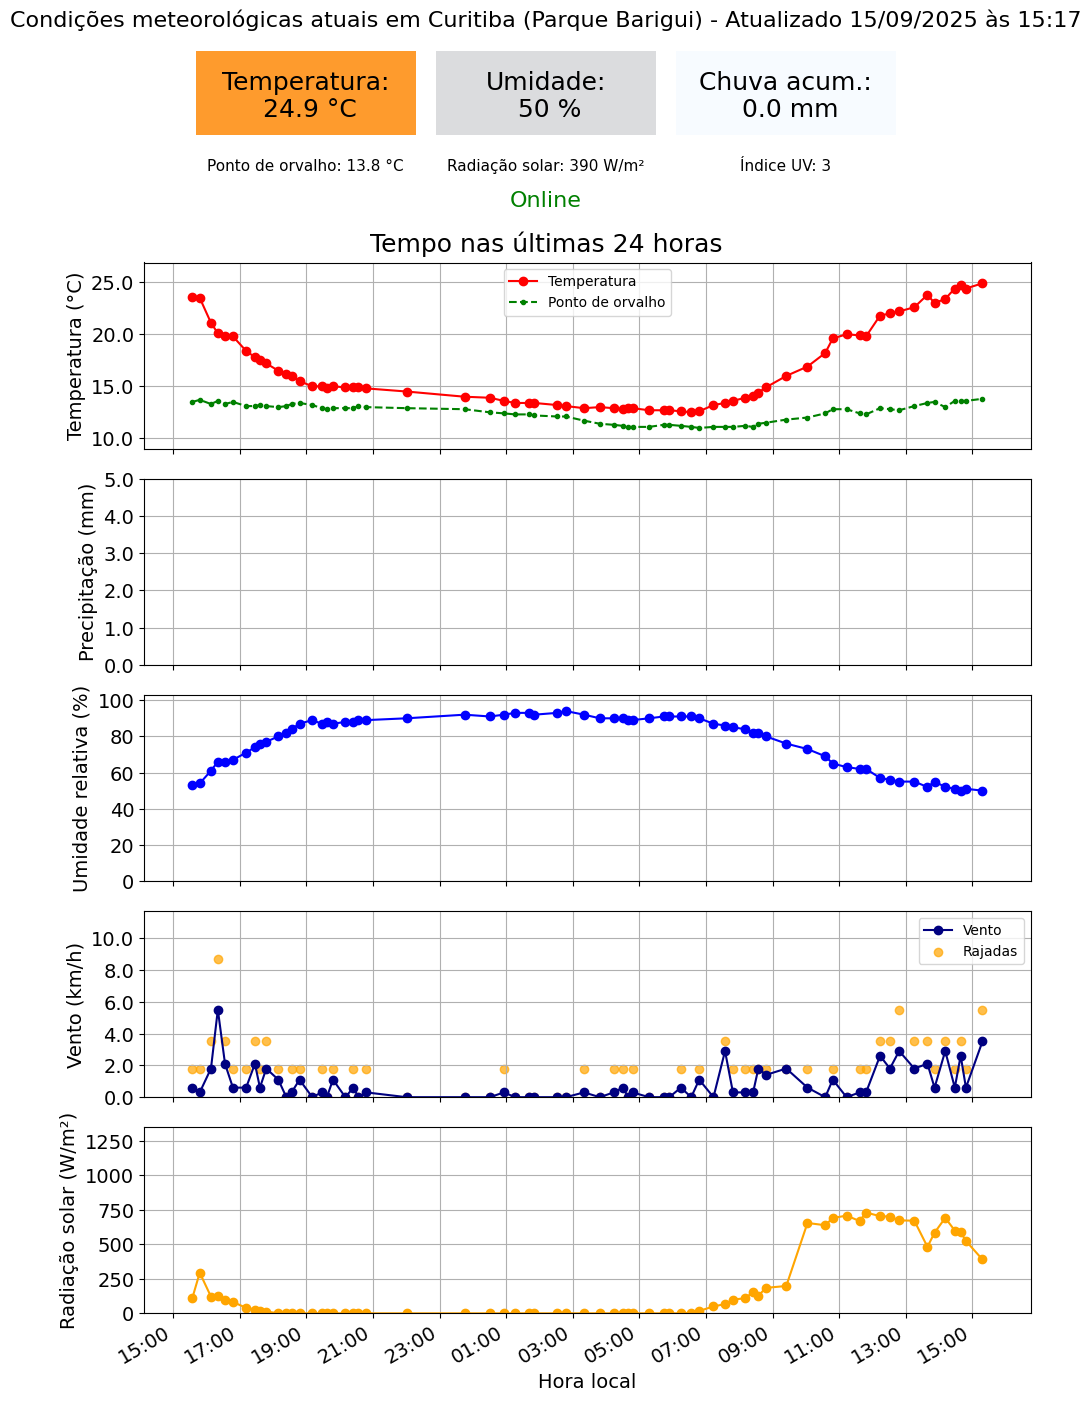 Condições meteorológicas atuais em Curitiba (Parque Barigui) - Atualizado 15/09/2025 às 15:17
Temperatura:
24.9 °C
Umidade:
50 %
Chuva acum.:
0.0 mm
Ponto de orvalho: 13.8 °C
Radiação solar: 390 W/m²
Índice UV: 3
Online
Tempo nas últimas 24 horas
Temperatura (°C)
25.0
20.0
15.0
10.0
Temperatura
Ponto de orvalho
Precipitação (mm)
5.0
4.0
3.0
2.0
1.0
0.0
Umidade relativa (%)
100
80
60
40
20
0
Vento (km/h)
10.0
8.0
6.0
4.0
2.0
0.0
Vento
Rajadas
Radiação solar (W/m²)
1250
1000
750
500
250
0
15:00
17:00
19:00
21:00
23:00
01:00
03:00
05:00
07:00
09:00
11:00
13:00
15:00
Hora local